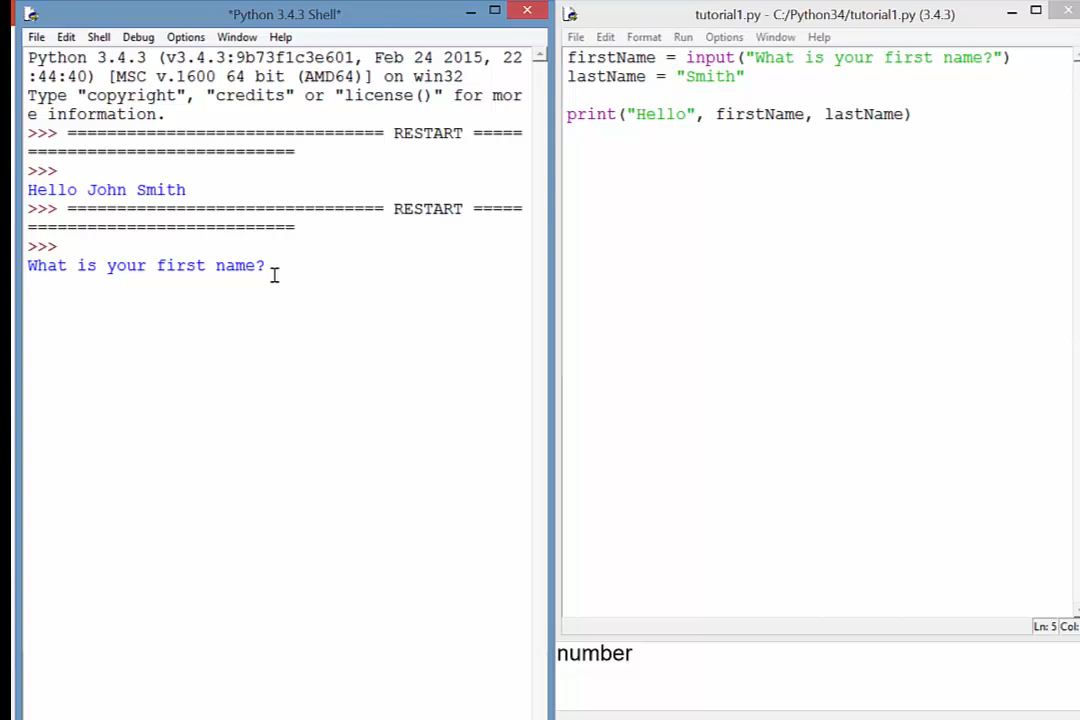 *Python 3.4.3 Shell*
File Edit Shell Debug Options Window Help
Python 3.4.3 (v3.4.3:9b73f1c3e601, Feb 24 2015, 22
:44:40) [MSC v.1600 64 bit (AMD64)] on win32
Type "copyright", "credits" or "license()" for mor
e information.
>>> ================================ RESTART =====
===========================
>>>
Hello John Smith
>>> ================================ RESTART =====
===========================
>>>
What is your first name?
tutorial1.py - C:/Python34/tutorial1.py (3.4.3)
File Edit Format Run Options Window Help
firstName = input("What is your first name?")
lastName = "Smith"
print("Hello", firstName, lastName)
Ln: 5 Col:
number